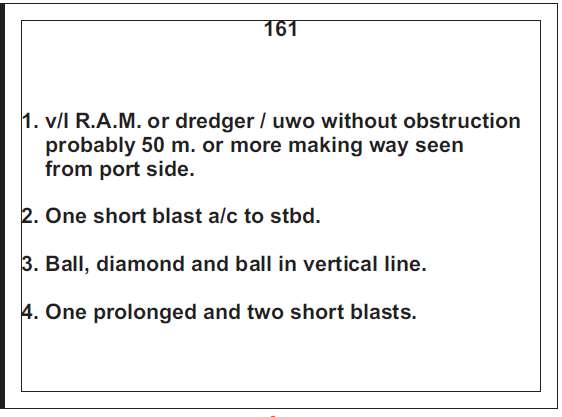 161
1. v/l R.A.M. or dredger / uwo without obstruction
probably 50 m. or more making way seen
from port side.
2. One short blast a/c to stbd.
3. Ball, diamond and ball in vertical line.
4. One prolonged and two short blasts.